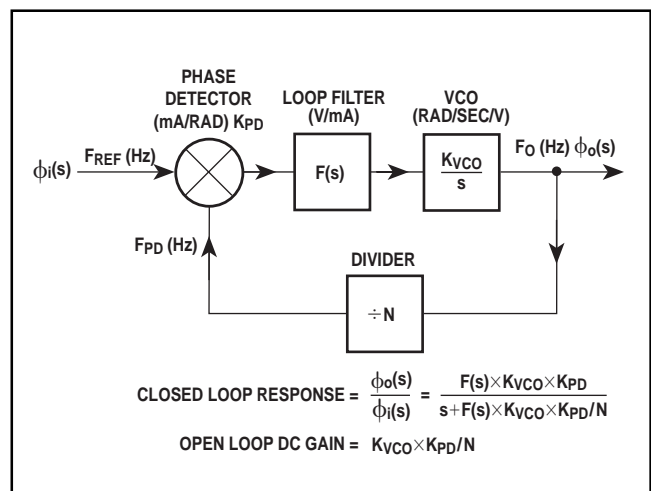 PHASE
DETECTOR
(mA/RAD) KPD
LOOP FILTER
(V/mA)
VCO
(RAD/SEC/V)
ϕi(s)
FREF (Hz)
F(s)
KVCO
s
FO (Hz) ϕo(s)
FPD (Hz)
DIVIDER
÷N
CLOSED LOOP RESPONSE = ϕo(s) / ϕi(s) = F(s)×KVCO×KPD / s+F(s)×KVCO×KPD/N
OPEN LOOP DC GAIN = KVCO×KPD/N